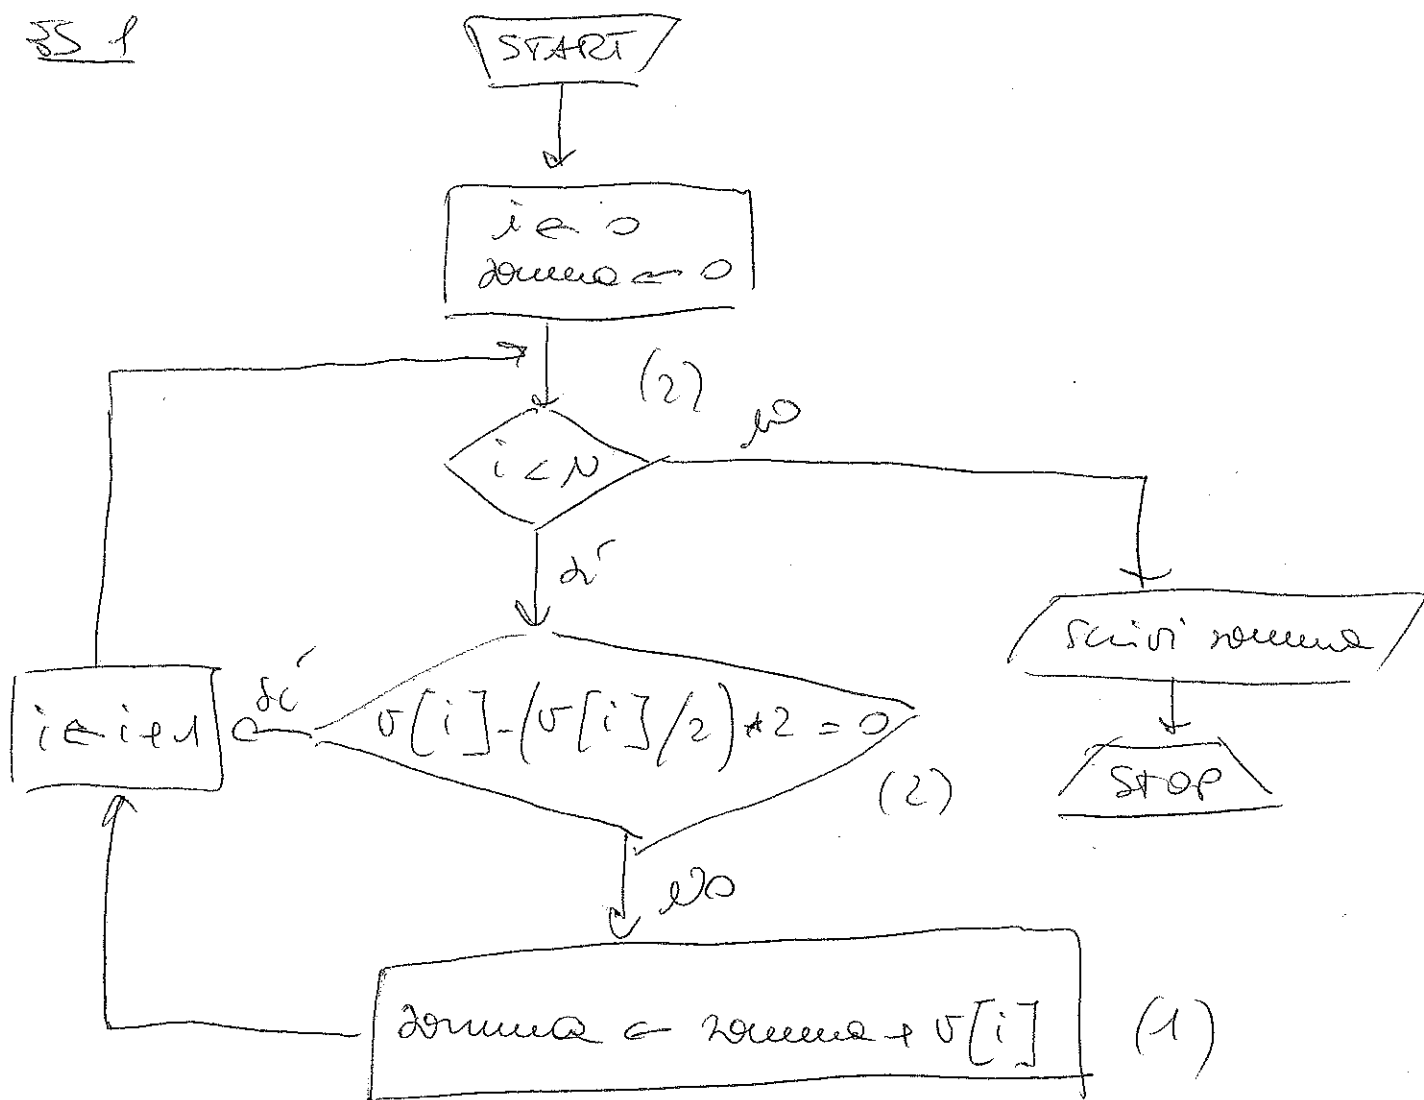 ES 1
START
i ← 0
somma ← 0
(2)
i < N
NO
sì
scrivi somma
STOP
i ← i + 1
sì
v[i] - (v[i]/2) * 2 = 0
(2)
NO
somma ← somma + v[i]
(1)